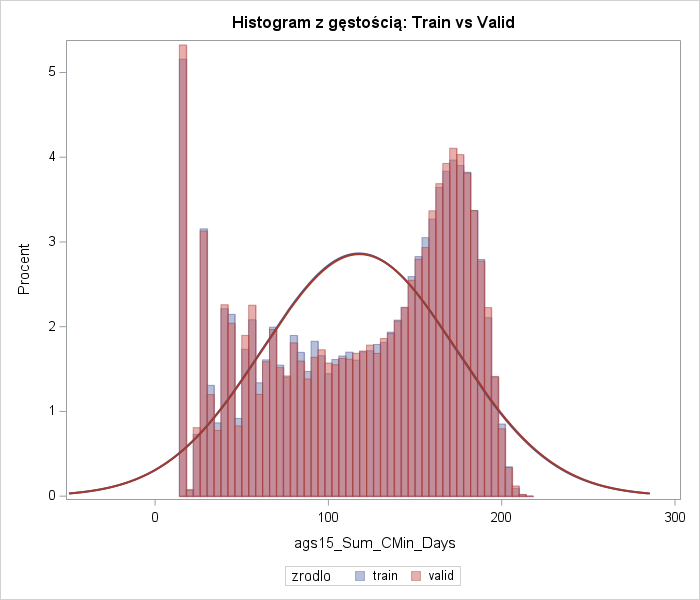 Histogram z gęstością: Train vs Valid
5
4
3
2
1
0
Procent
0 100 200 300
ags15_Sum_CMin_Days
zrodlo train valid